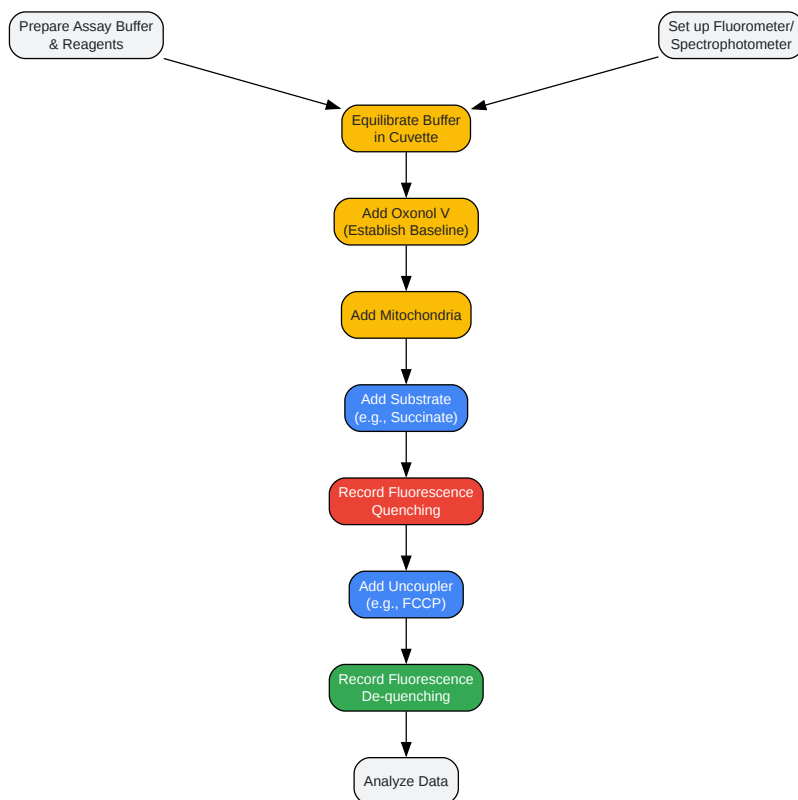 Prepare Assay Buffer
& Reagents
Set up Fluorometer/
Spectrophotometer
Equilibrate Buffer
in Cuvette
Add Oxonol V
(Establish Baseline)
Add Mitochondria
Add Substrate
(e.g., Succinate)
Record Fluorescence
Quenching
Add Uncoupler
(e.g., FCCP)
Record Fluorescence
De-quenching
Analyze Data